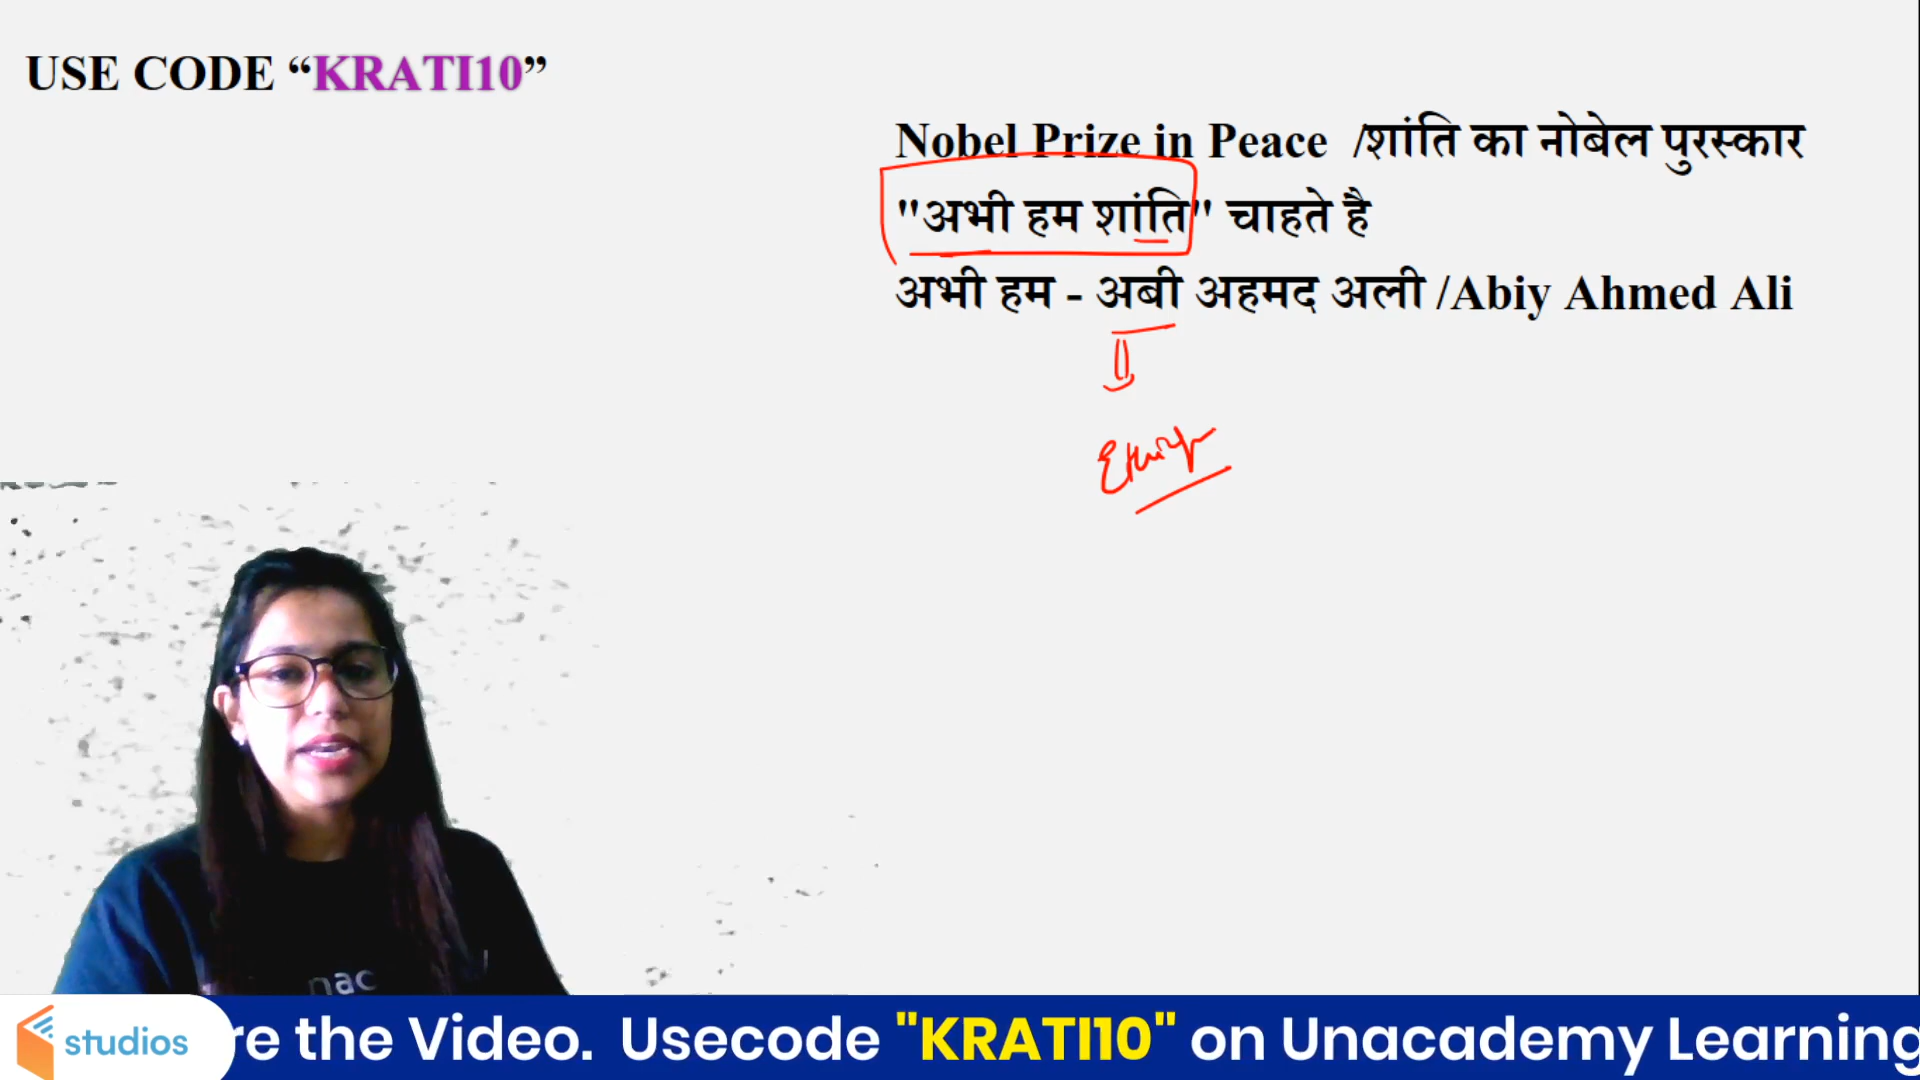 USE CODE “KRATI10”
Nobel Prize in Peace /शांति का नोबेल पुरस्कार
"अभी हम शांति" चाहते है
अभी हम - अबी अहमद अली /Abiy Ahmed Ali
nac
studios
re the Video. Usecode "KRATI10" on Unacademy Learning